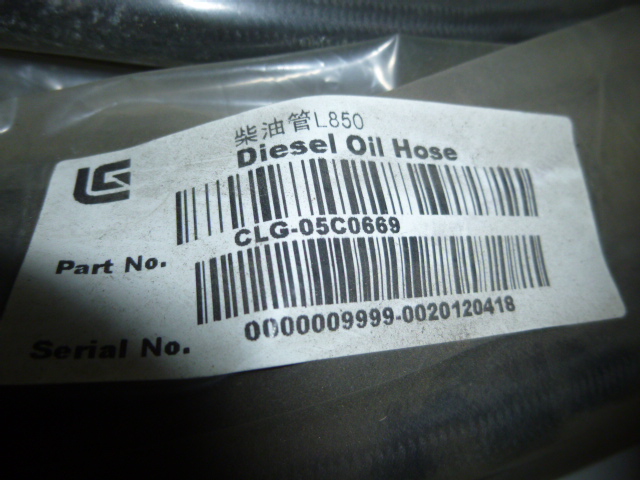 柴油管L850
Diesel Oil Hose
Part No.
CLG-05C0669
Serial No.
0000009999-0020120418